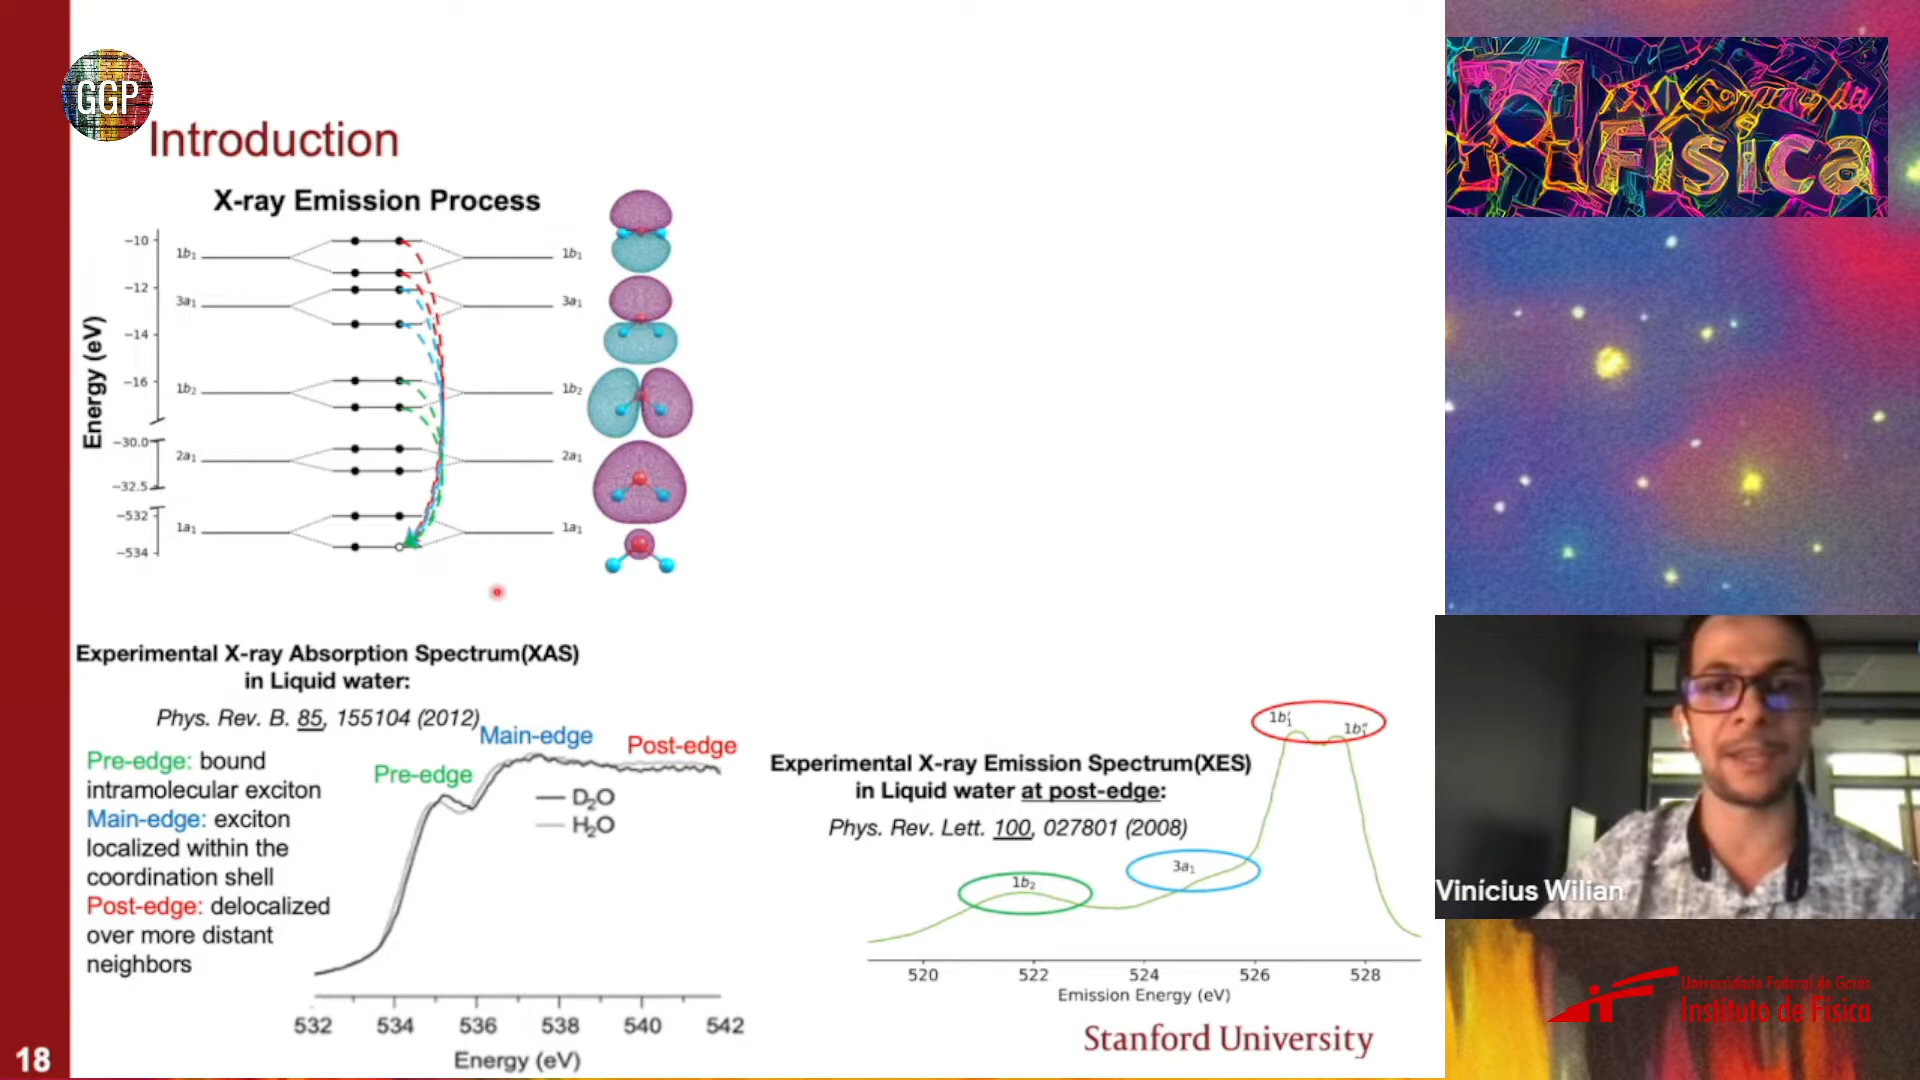 GGP
Introduction
X-ray Emission Process
Energy (eV)
−10
−12
−14
−16
−30.0
−32.5
−532
−534
1b₁
3a₁
1b₂
2a₁
1a₁
1b₁
3a₁
1b₂
2a₁
1a₁
Experimental X-ray Absorption Spectrum(XAS)
in Liquid water:
Phys. Rev. B. 85, 155104 (2012)
Pre-edge: bound
intramolecular exciton
Main-edge: exciton
localized within the
coordination shell
Post-edge: delocalized
over more distant
neighbors
Pre-edge
Main-edge
Post-edge
D₂O
H₂O
532 534 536 538 540 542
Energy (eV)
Experimental X-ray Emission Spectrum(XES)
in Liquid water at post-edge:
Phys. Rev. Lett. 100, 027801 (2008)
1b₂
3a₁
1b₁′
1b₁″
520 522 524 526 528
Emission Energy (eV)
Stanford University
18
FÍSica
Vinícius Wilian
Universidade Federal de Goiás
Instituto de Física